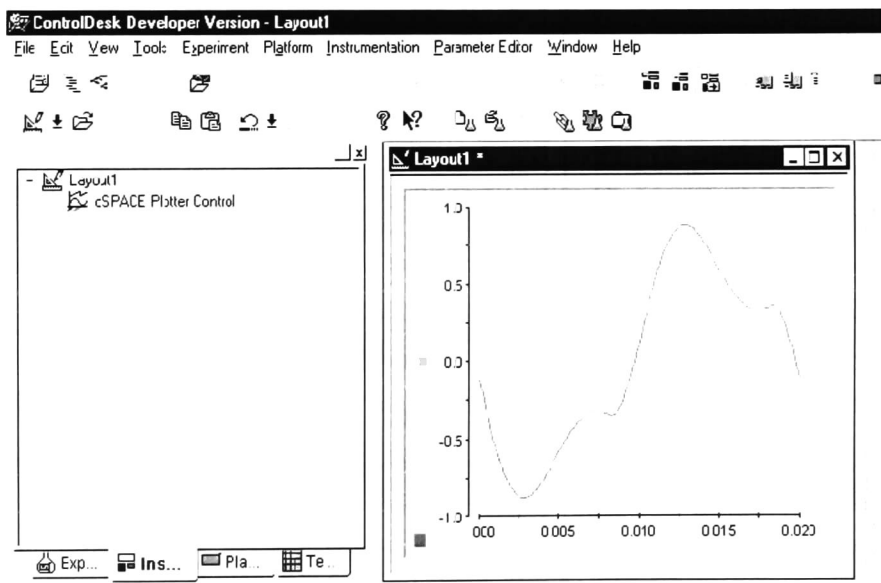 ControlDesk Developer Version - Layout1
File Edit View Tools Experiment Platform Instrumentation Parameter Editor Window Help
Layout1
dSPACE Plotter Control
Layout1 *
1.0
0.5
0.0
-0.5
-1.0
000 0.005 0.010 0.015 0.020
Exp... Ins... Pla... Te...